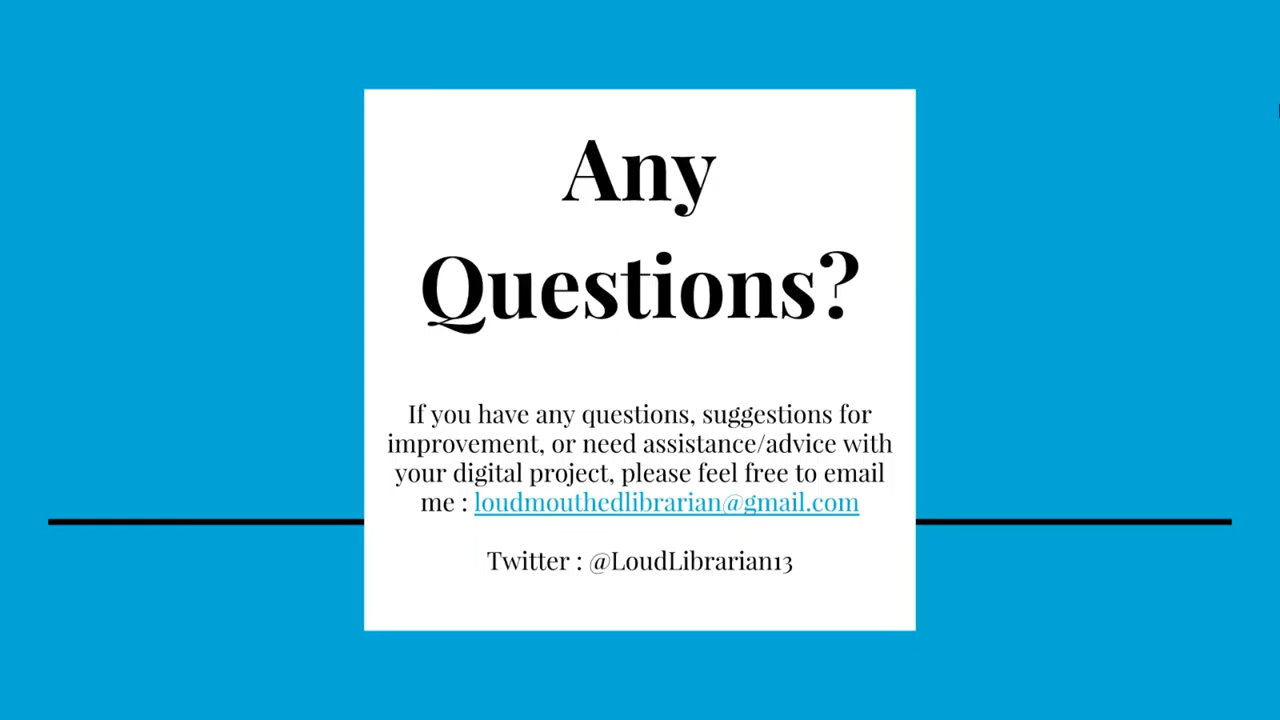 Any
Questions?
If you have any questions, suggestions for
improvement, or need assistance/advice with
your digital project, please feel free to email
me : loudmouthedlibrarian@gmail.com
Twitter : @LoudLibrarian13